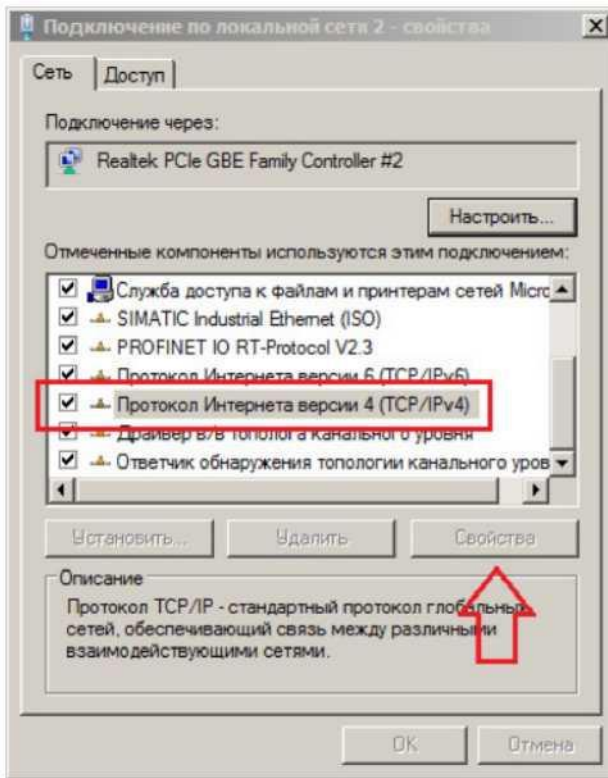 Подключение по локальной сети 2 - свойства
Сеть
Доступ
Подключение через:
Realtek PCIe GBE Family Controller #2
Настроить...
Отмеченные компоненты используются этим подключением:
Служба доступа к файлам и принтерам сетей Micro
SIMATIC Industrial Ethernet (ISO)
PROFINET IO RT-Protocol V2.3
Протокол Интернета версии 6 (TCP/IPv6)
Протокол Интернета версии 4 (TCP/IPv4)
Драйвер в/в тополога канального уровня
Ответчик обнаружения топологии канального уров
Установить...
Удалить
Свойства
Описание
Протокол TCP/IP - стандартный протокол глобальных
сетей, обеспечивающий связь между различными
взаимодействующими сетями.
OK
Отмена